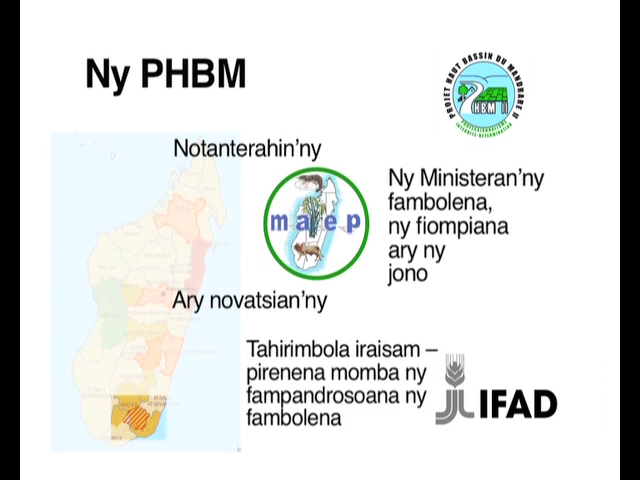 Ny PHBM
PROJET HAUT BASSIN DU MANDRARE II
PHBM II
Notanterahin'ny
maep
Ny Ministeran'ny
fambolena,
ny fiompiana
ary ny
jono
Ary novatsian'ny
Tahirimbola iraisam –
pirenena momba ny
fampandrosoana ny
fambolena
IFAD